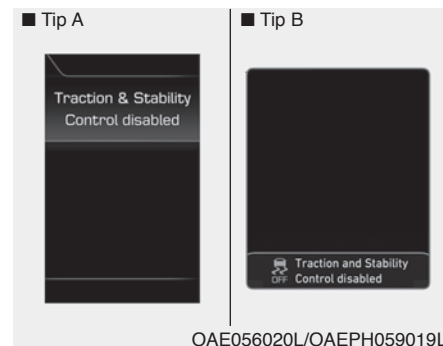 ■ Tip A
Traction & Stability
Control disabled
■ Tip B
OFF
Traction and Stability
Control disabled
OAE056020L/OAEPH059019L